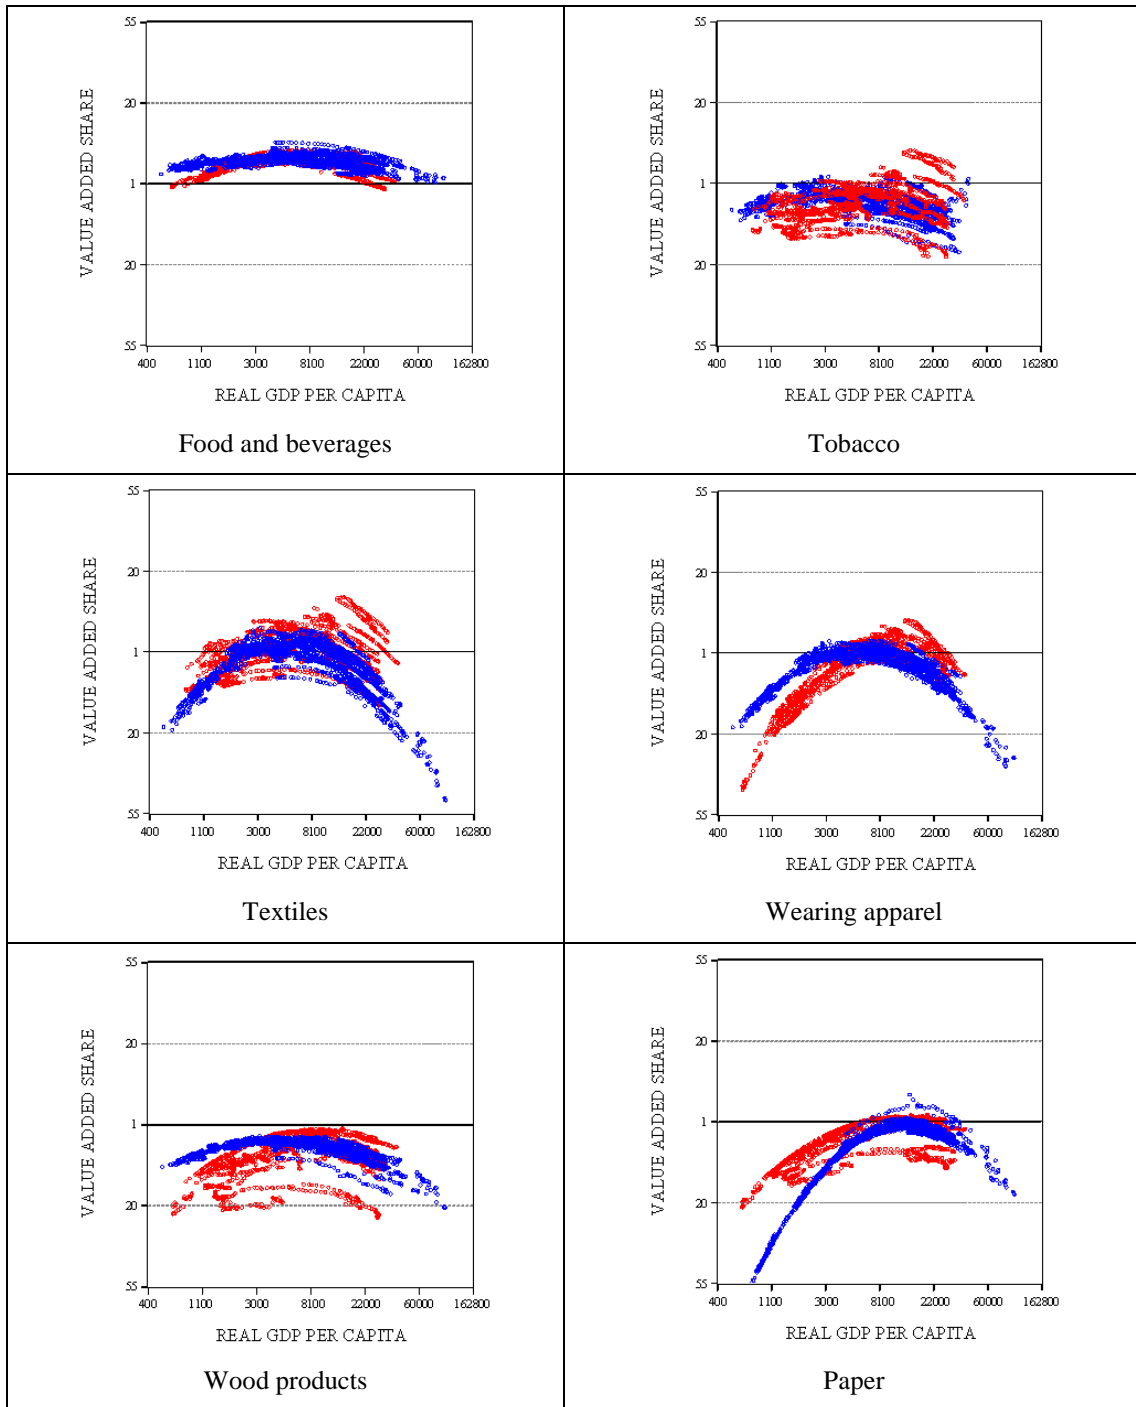 55
20
1
20
55
VALUE ADDED SHARE
400 1100 3000 8100 22000 60000 162800
REAL GDP PER CAPITA
Food and beverages
55
20
1
20
55
VALUE ADDED SHARE
400 1100 3000 8100 22000 60000 162800
REAL GDP PER CAPITA
Tobacco
55
20
1
20
55
VALUE ADDED SHARE
400 1100 3000 8100 22000 60000 162800
REAL GDP PER CAPITA
Textiles
55
20
1
20
55
VALUE ADDED SHARE
400 1100 3000 8100 22000 60000 162800
REAL GDP PER CAPITA
Wearing apparel
55
20
1
20
55
VALUE ADDED SHARE
400 1100 3000 8100 22000 60000 162800
REAL GDP PER CAPITA
Wood products
55
20
1
20
55
VALUE ADDED SHARE
400 1100 3000 8100 22000 60000 162800
REAL GDP PER CAPITA
Paper